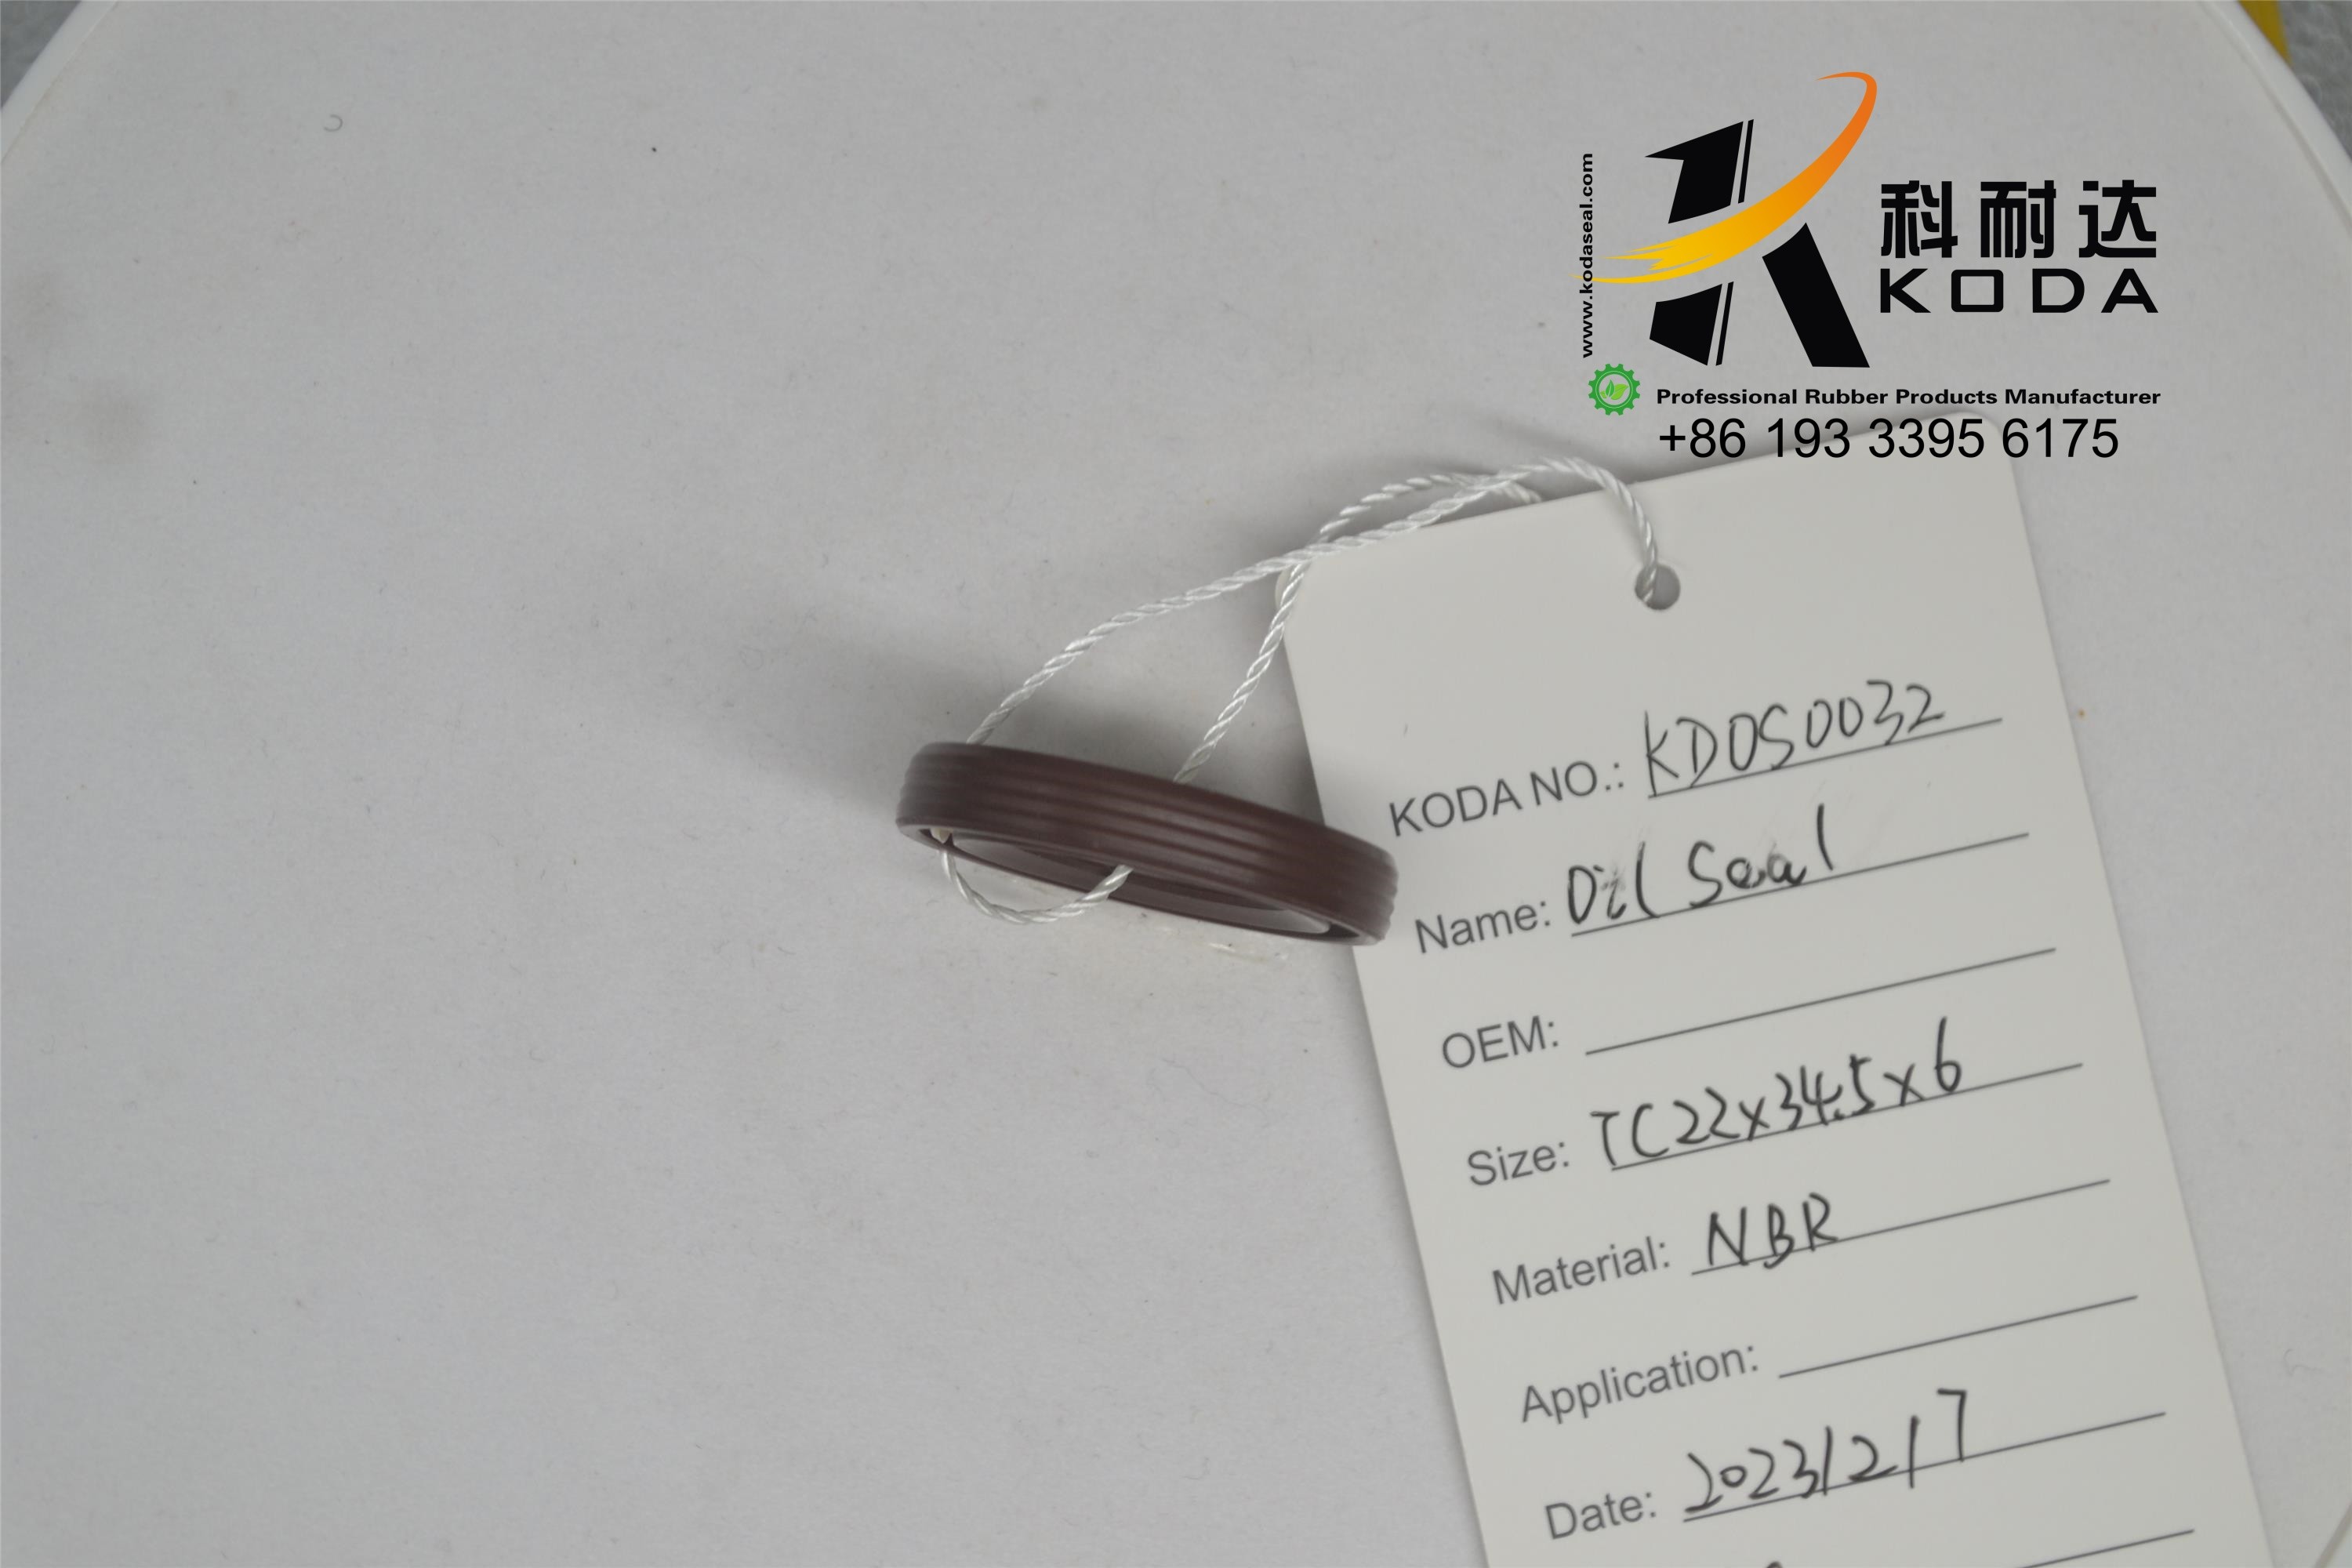 www.kodaseal.com
科耐达
KODA
Professional Rubber Products Manufacturer
+86 193 3395 6175
KODA NO.: KDOS0032
Name: Oil Seal
OEM:
Size: TC22x34.5x6
Material: NBR
Application:
Date: 2023/2/7